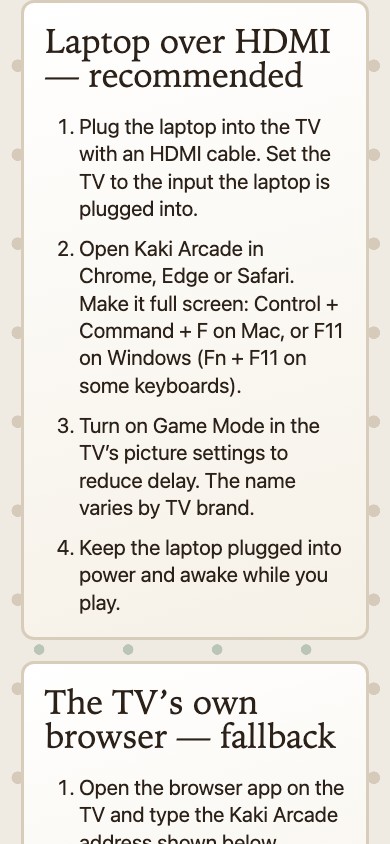 Laptop over HDMI
— recommended
1. Plug the laptop into the TV
with an HDMI cable. Set the
TV to the input the laptop is
plugged into.
2. Open Kaki Arcade in
Chrome, Edge or Safari.
Make it full screen: Control +
Command + F on Mac, or F11
on Windows (Fn + F11 on
some keyboards).
3. Turn on Game Mode in the
TV’s picture settings to
reduce delay. The name
varies by TV brand.
4. Keep the laptop plugged into
power and awake while you
play.
The TV’s own
browser — fallback
1. Open the browser app on the
TV and type the Kaki Arcade
address shown below